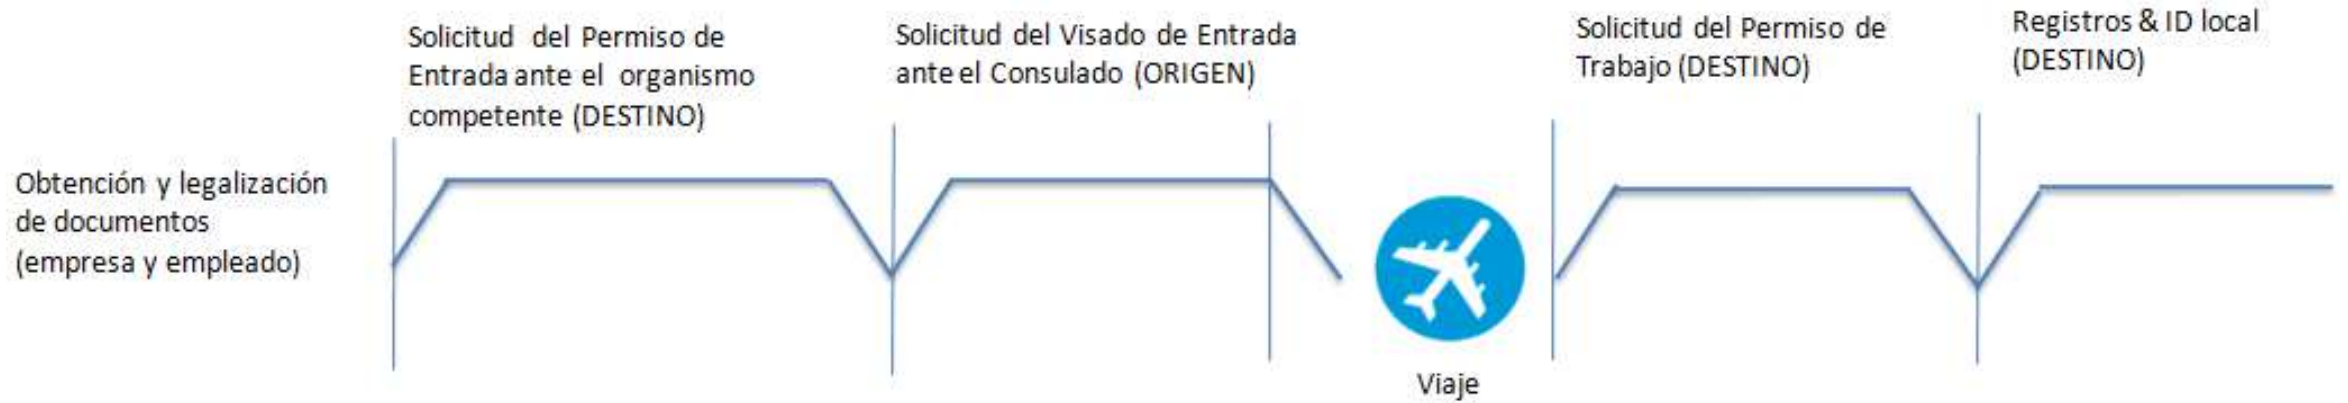 Obtención y legalización
de documentos
(empresa y empleado)
Solicitud del Permiso de
Entrada ante el organismo
competente (DESTINO)
Solicitud del Visado de Entrada
ante el Consulado (ORIGEN)
Viaje
Solicitud del Permiso de
Trabajo (DESTINO)
Registros & ID local
(DESTINO)